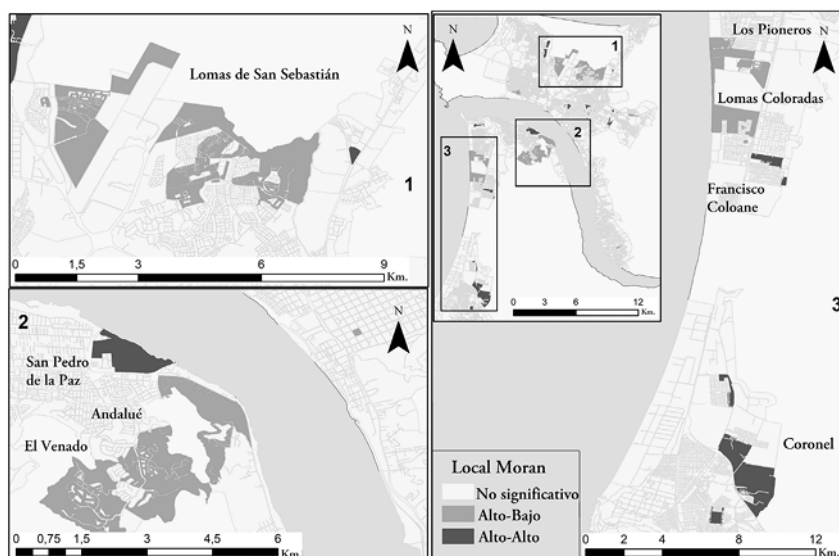 N
Lomas de San Sebastián
1
0 1,5 3 6 9
Km.
2
N
San Pedro
de la Paz
Andalué
El Venado
0 0,75 1,5 3 4,5 6
Km.
N
1
2
3
0 3 6 12
Km.
Los Pioneros
N
Lomas Coloradas
Francisco
Coloane
3
Coronel
Local Moran
No significativo
Alto-Bajo
Alto-Alto
0 2 4 8 12
Km.